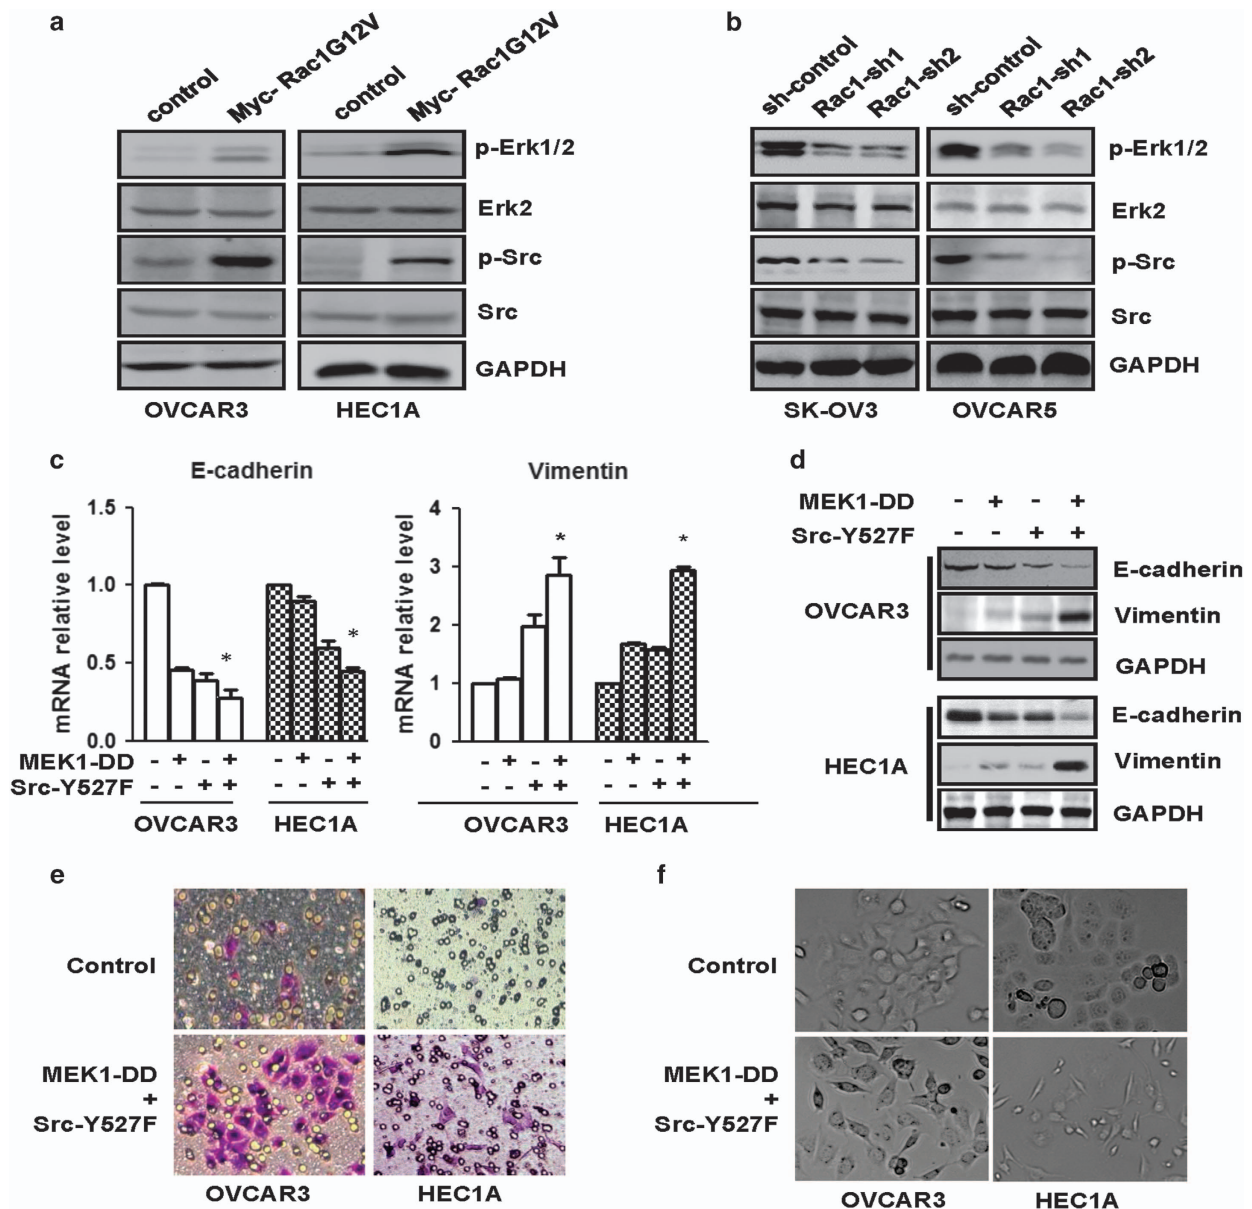 a
control Myc- Rac1G12V control Myc- Rac1G12V
p-Erk1/2
Erk2
p-Src
Src
GAPDH
OVCAR3 HEC1A
b
sh-control Rac1-sh1 Rac1-sh2 sh-control Rac1-sh1 Rac1-sh2
p-Erk1/2
Erk2
p-Src
Src
GAPDH
SK-OV3 OVCAR5
c
E-cadherin
mRNA relative level
1.5
1.0
0.5
0.0
* *
MEK1-DD - + - + - + - +
Src-Y527F - - + + - - + +
OVCAR3 HEC1A
Vimentin
mRNA relative level
4
3
2
1
0
* *
- + - + - + - +
- - + + - - + +
OVCAR3 HEC1A
d
MEK1-DD - + - +
Src-Y527F - - + +
OVCAR3
E-cadherin
Vimentin
GAPDH
HEC1A
E-cadherin
Vimentin
GAPDH
e
Control
MEK1-DD
+
Src-Y527F
OVCAR3 HEC1A
f
Control
MEK1-DD
+
Src-Y527F
OVCAR3 HEC1A